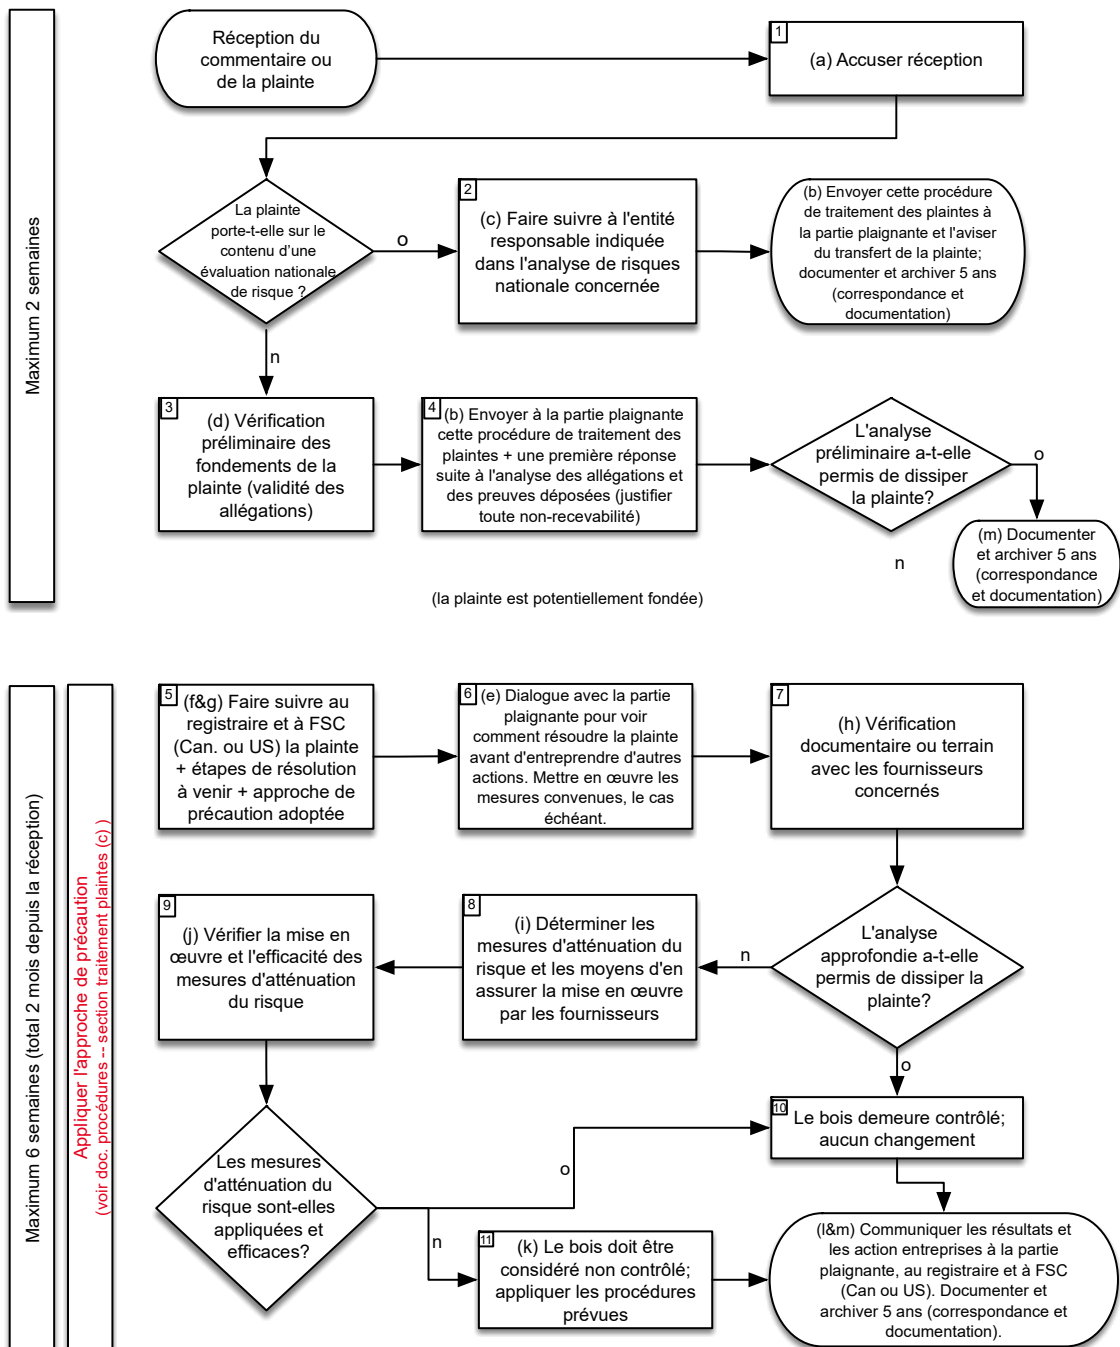 Maximum 2 semaines
Réception du
commentaire ou
de la plainte
1
(a) Accuser réception
La plainte
porte-t-elle sur le
contenu d'une
évaluation nationale
de risque ?
o
n
2
(c) Faire suivre à l'entité
responsable indiquée
dans l'analyse de risques
nationale concernée
(b) Envoyer cette procédure
de traitement des plaintes à
la partie plaignante et l'aviser
du transfert de la plainte;
documenter et archiver 5 ans
(correspondance et
documentation)
3
(d) Vérification
préliminaire des
fondements de la
plainte (validité des
allégations)
4
(b) Envoyer à la partie plaignante
cette procédure de traitement des
plaintes + une première réponse
suite à l'analyse des allégations et
des preuves déposées (justifier
toute non-recevabilité)
L'analyse
préliminaire a-t-elle
permis de dissiper
la plainte?
o
n
(m) Documenter
et archiver 5 ans
(correspondance
et documentation)
(la plainte est potentiellement fondée)
Maximum 6 semaines (total 2 mois depuis la réception)
Appliquer l'approche de précaution
(voir doc. procédures -- section traitement plaintes (c) )
5
(f&g) Faire suivre au
registraire et à FSC
(Can. ou US) la plainte
+ étapes de résolution
à venir + approche de
précaution adoptée
6
(e) Dialogue avec la partie
plaignante pour voir
comment résoudre la plainte
avant d'entreprendre d'autres
actions. Mettre en œuvre les
mesures convenues, le cas
échéant.
7
(h) Vérification
documentaire ou terrain
avec les fournisseurs
concernés
L'analyse
approfondie a-t-elle
permis de dissiper la
plainte?
n
o
8
(i) Déterminer les
mesures d'atténuation du
risque et les moyens d'en
assurer la mise en œuvre
par les fournisseurs
9
(j) Vérifier la mise en
œuvre et l'efficacité des
mesures d'atténuation
du risque
Les mesures
d'atténuation du
risque sont-elles
appliquées et
efficaces?
o
n
10
Le bois demeure contrôlé;
aucun changement
11
(k) Le bois doit être
considéré non contrôlé;
appliquer les procédures
prévues
(l&m) Communiquer les résultats et
les action entreprises à la partie
plaignante, au registraire et à FSC
(Can ou US). Documenter et
archiver 5 ans (correspondance et
documentation).